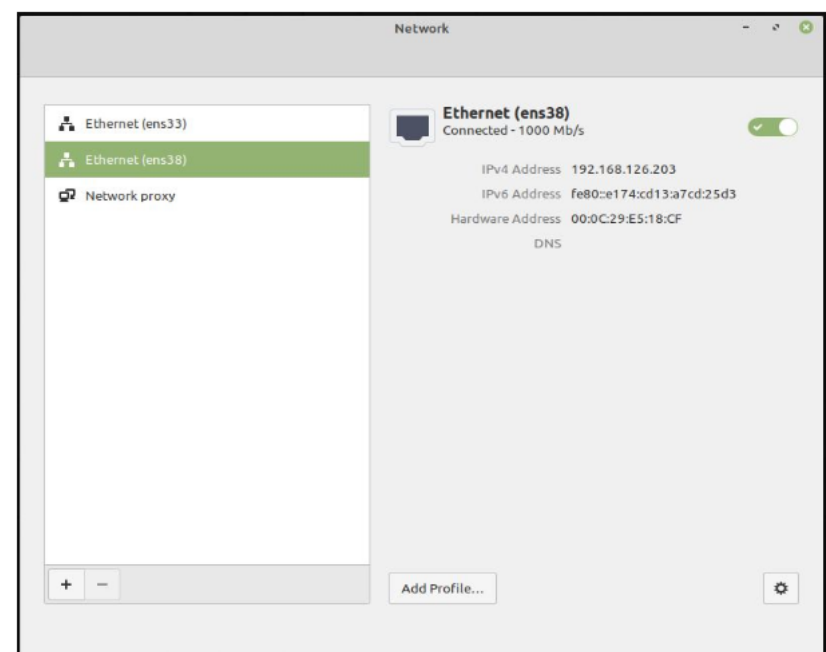 Network
Ethernet (ens33)
Ethernet (ens38)
Network proxy
Ethernet (ens38)
Connected - 1000 Mb/s
IPv4 Address 192.168.126.203
IPv6 Address fe80::e174:cd13:a7cd:25d3
Hardware Address 00:0C:29:E5:18:CF
DNS
Add Profile...